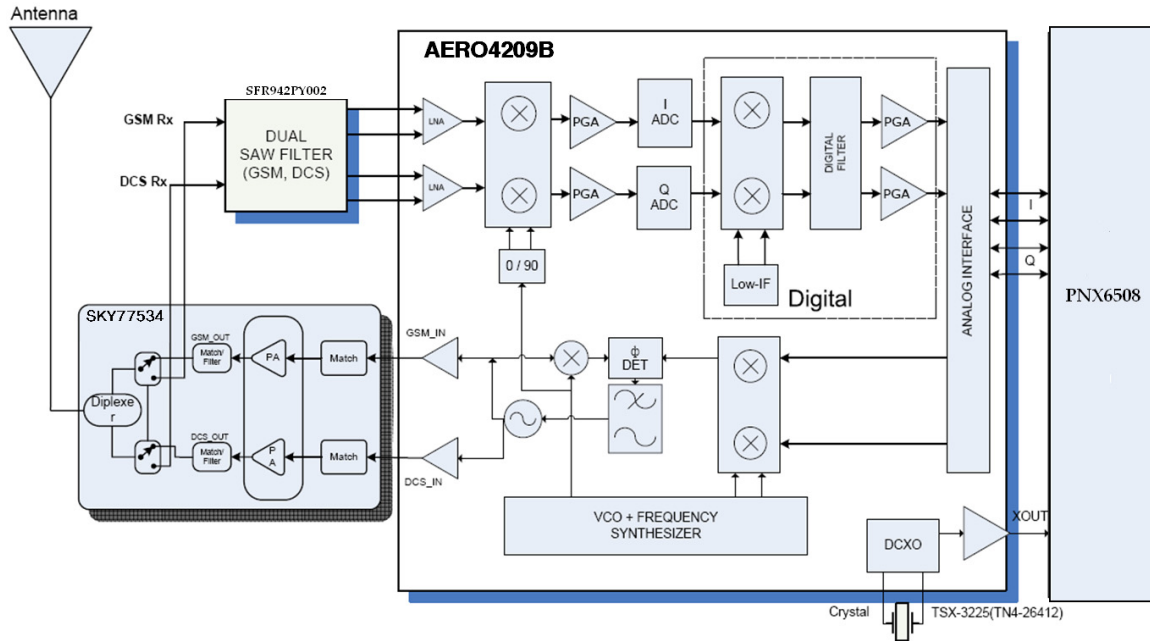 Antenna
AERO4209B
SFR942PY002
GSM Rx
DCS Rx
DUAL
SAW FILTER
(GSM, DCS)
LNA
LNA
PGA
PGA
I
ADC
Q
ADC
DIGITAL
FILTER
PGA
PGA
0 / 90
Low-IF
Digital
ANALOG INTERFACE
I
Q
PNX6508
SKY77534
GSM_OUT
Match/
Filter
PA
Match
GSM_IN
Diplexe
r
DCS_OUT
Match/
Filter
P
A
Match
DCS_IN
ф
DET
VCO + FREQUENCY
SYNTHESIZER
DCXO
XOUT
Crystal
TSX-3225(TN4-26412)